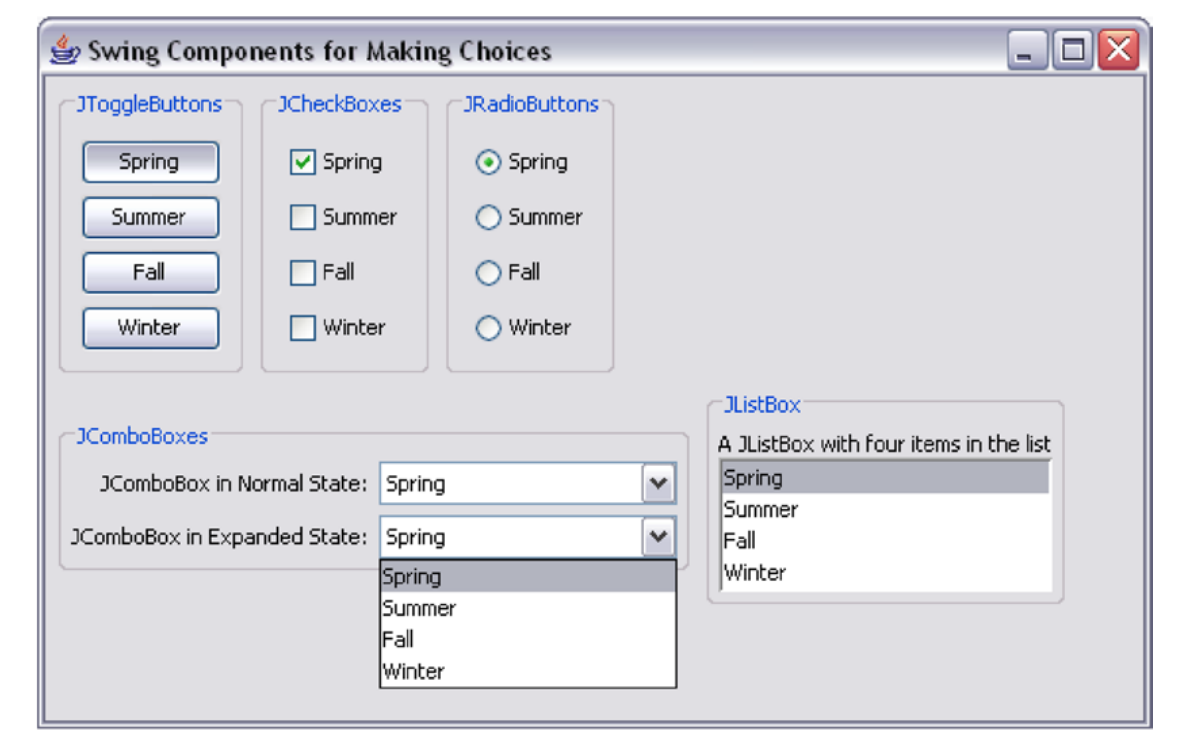 Swing Components for Making Choices
JToggleButtons
Spring
Summer
Fall
Winter
JCheckBoxes
Spring
Summer
Fall
Winter
JRadioButtons
Spring
Summer
Fall
Winter
JComboBoxes
JComboBox in Normal State: Spring
JComboBox in Expanded State: Spring
Spring
Summer
Fall
Winter
JListBox
A JListBox with four items in the list
Spring
Summer
Fall
Winter